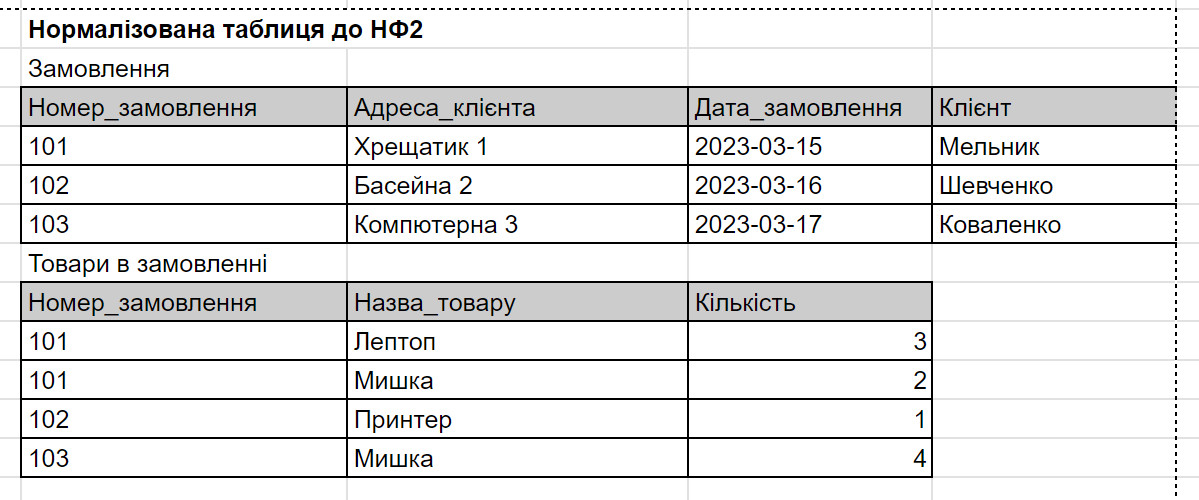 Нормалізована таблиця до НФ2
Замовлення
Номер_замовлення Адреса_клієнта Дата_замовлення Клієнт
101 Хрещатик 1 2023-03-15 Мельник
102 Басейна 2 2023-03-16 Шевченко
103 Компютерна 3 2023-03-17 Коваленко
Товари в замовленні
Номер_замовлення Назва_товару Кількість
101 Лептоп 3
101 Мишка 2
102 Принтер 1
103 Мишка 4